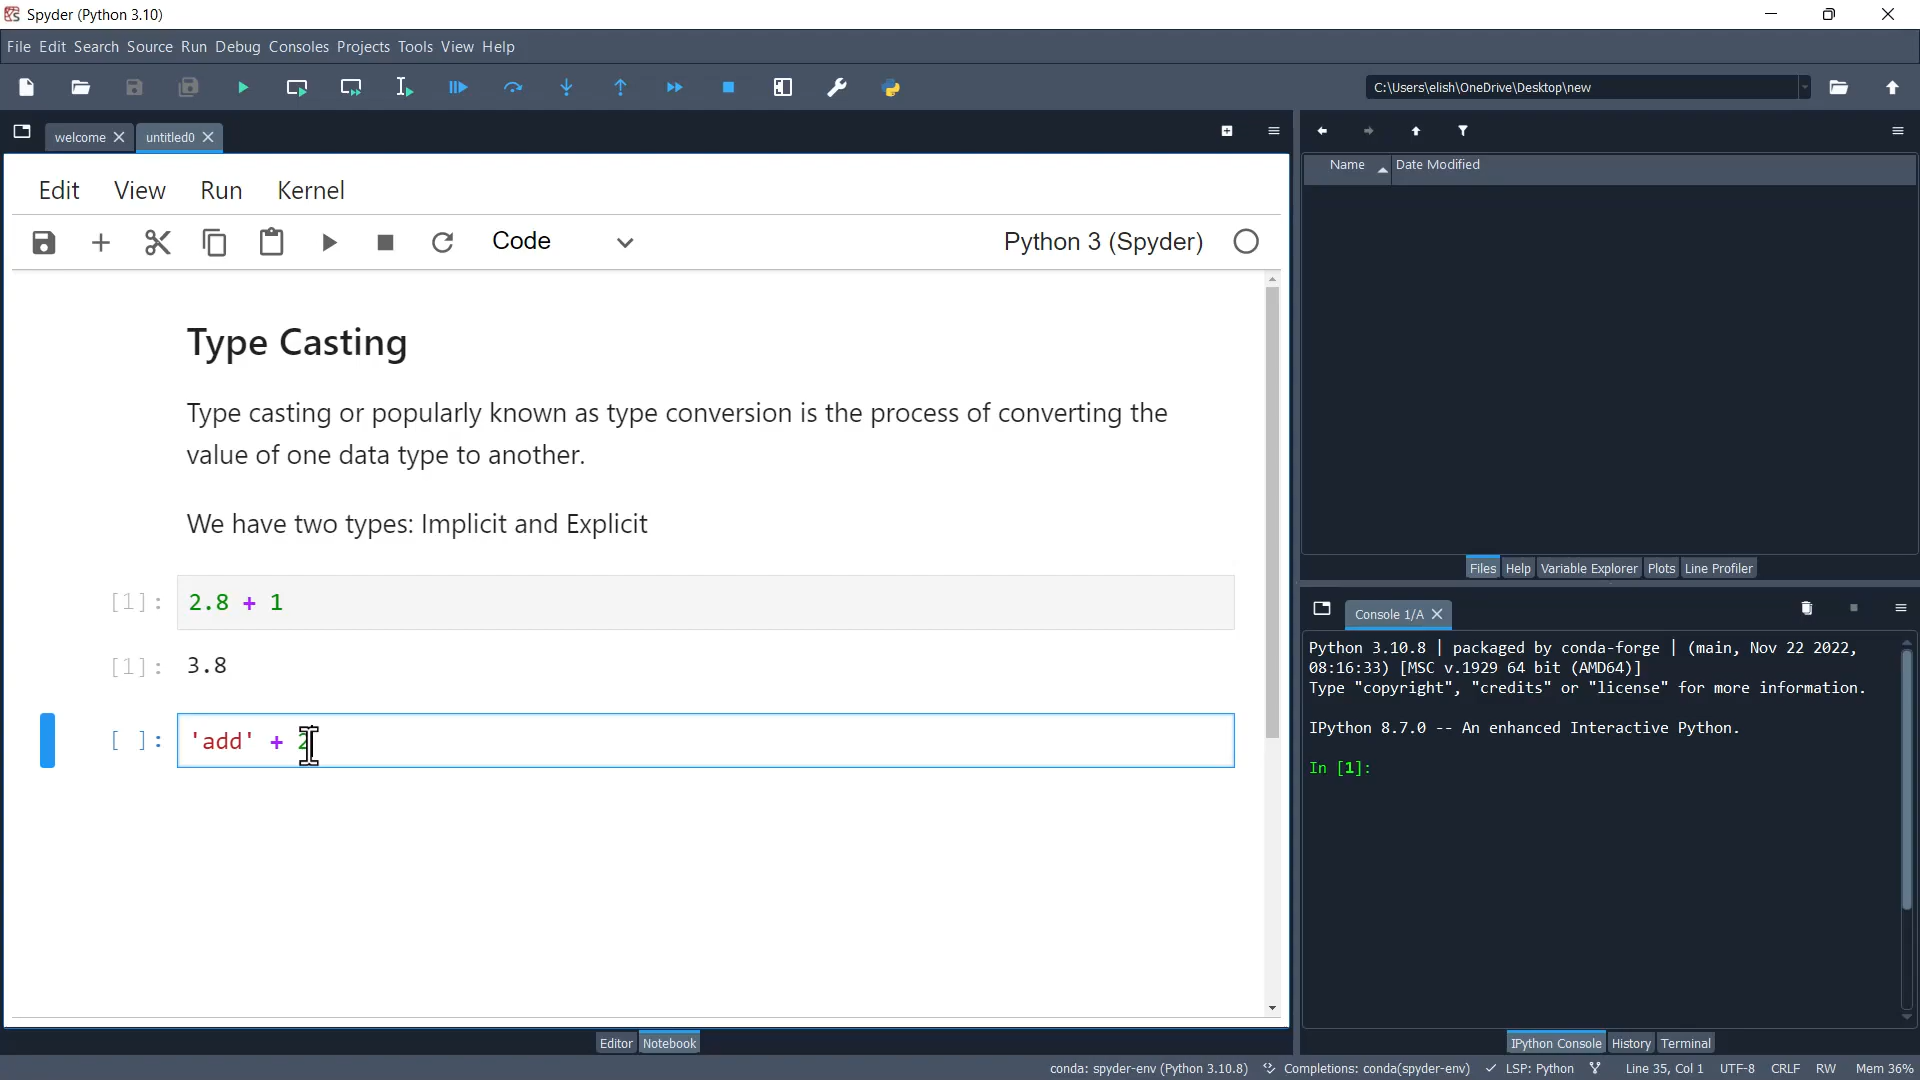 Spyder (Python 3.10)
File Edit Search Source Run Debug Consoles Projects Tools View Help
C:\Users\elish\OneDrive\Desktop\new
welcome
untitled0
Edit View Run Kernel
Code
Python 3 (Spyder)
Type Casting
Type casting or popularly known as type conversion is the process of converting the
value of one data type to another.
We have two types: Implicit and Explicit
[1]: 2.8 + 1
[1]: 3.8
[ ]: 'add' + 2
Editor Notebook
Name Date Modified
Files Help Variable Explorer Plots Line Profiler
Console 1/A
Python 3.10.8 | packaged by conda-forge | (main, Nov 22 2022,
08:16:33) [MSC v.1929 64 bit (AMD64)]
Type "copyright", "credits" or "license" for more information.
IPython 8.7.0 -- An enhanced Interactive Python.
In [1]:
IPython Console History Terminal
conda: spyder-env (Python 3.10.8) Completions: conda(spyder-env) LSP: Python Line 35, Col 1 UTF-8 CRLF RW Mem 36%